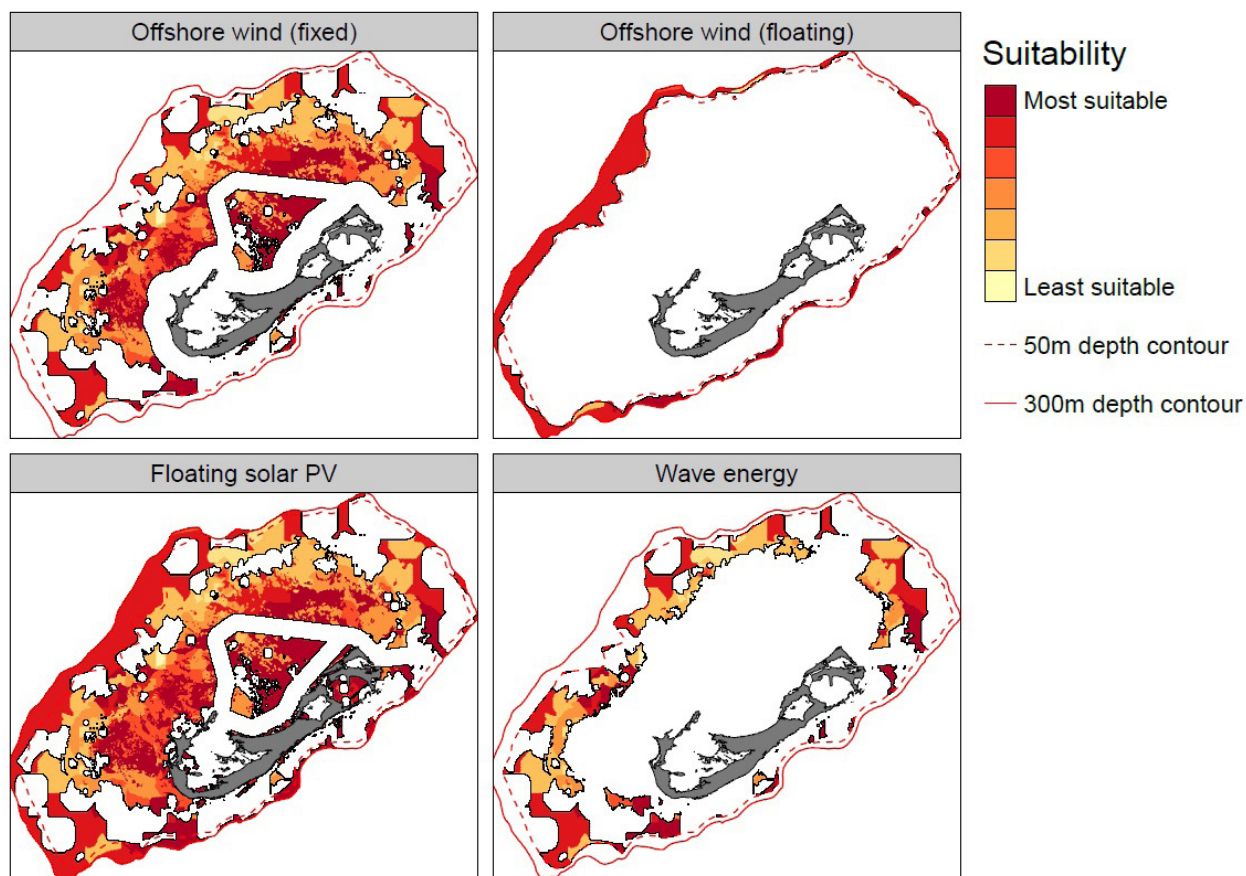 Offshore wind (fixed)
Offshore wind (floating)
Suitability
Most suitable
Least suitable
50m depth contour
300m depth contour
Floating solar PV
Wave energy